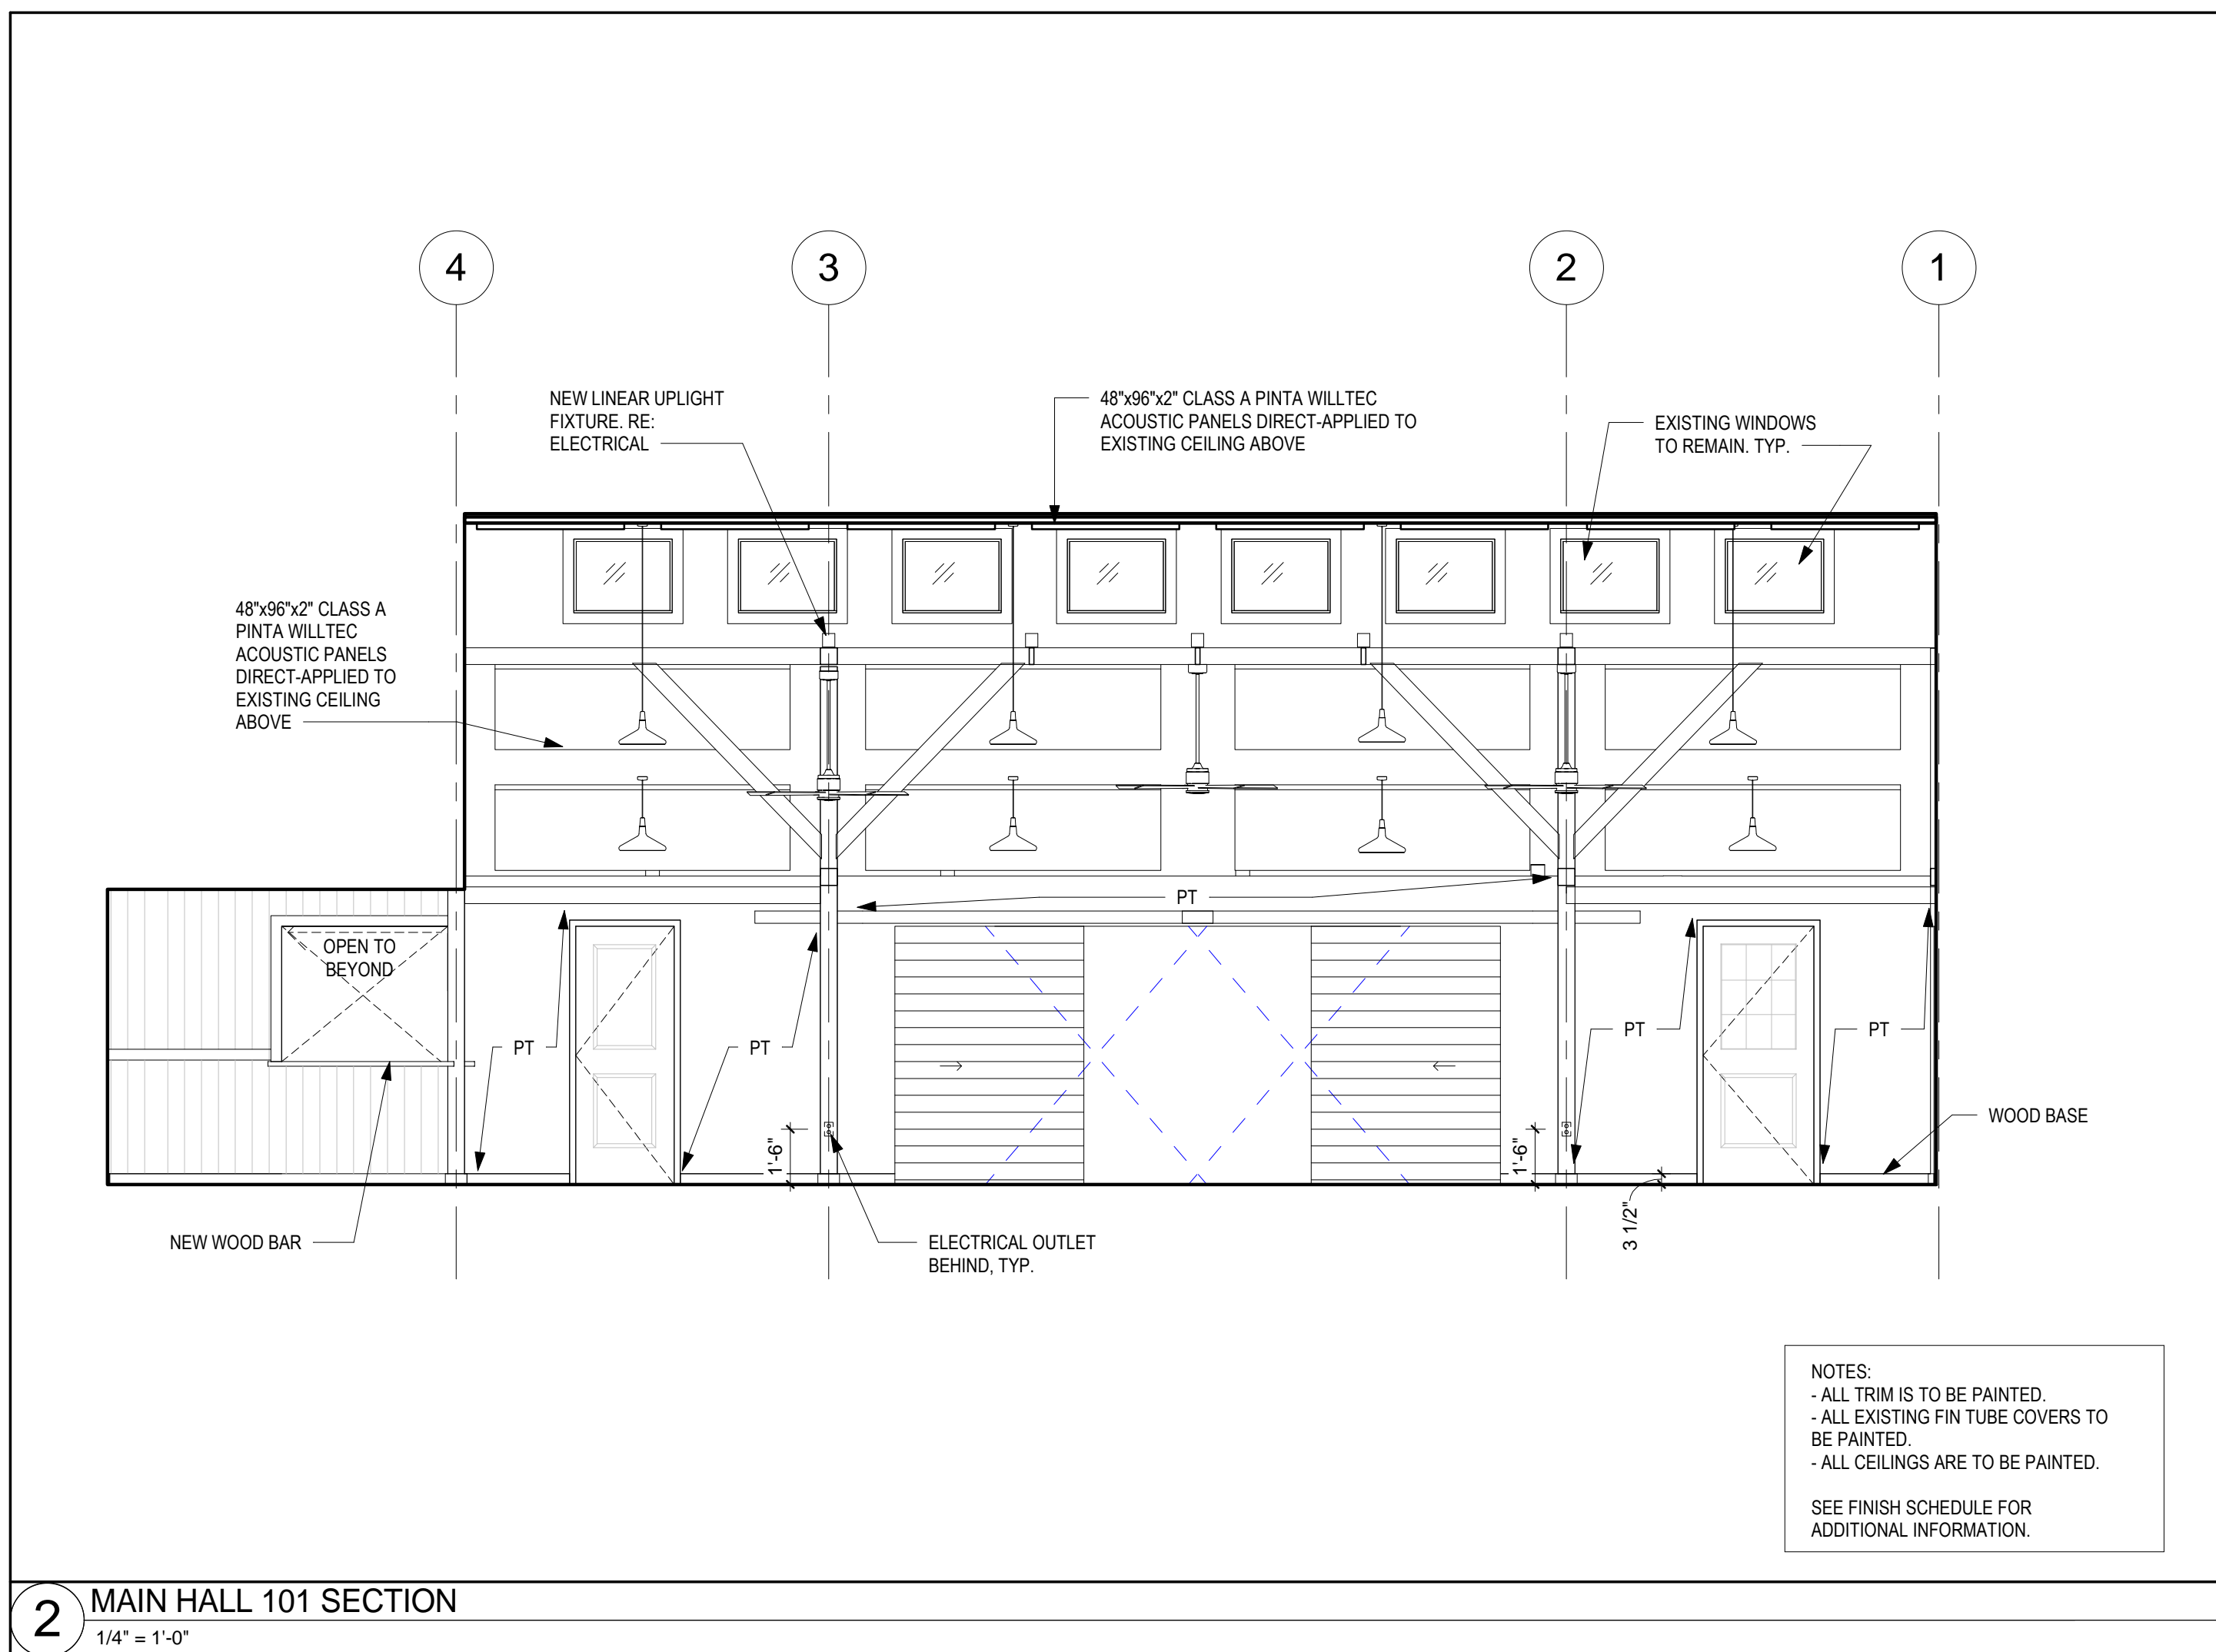 4
3
2
1
NEW LINEAR UPLIGHT
FIXTURE. RE:
ELECTRICAL
48"x96"x2" CLASS A PINTA WILLTEC
ACOUSTIC PANELS DIRECT-APPLIED TO
EXISTING CEILING ABOVE
EXISTING WINDOWS
TO REMAIN. TYP.
48"x96"x2" CLASS A
PINTA WILLTEC
ACOUSTIC PANELS
DIRECT-APPLIED TO
EXISTING CEILING
ABOVE
PT
OPEN TO
BEYOND
PT
PT
PT
PT
WOOD BASE
1'-6"
1'-6"
3 1/2"
NEW WOOD BAR
ELECTRICAL OUTLET
BEHIND, TYP.
NOTES:
- ALL TRIM IS TO BE PAINTED.
- ALL EXISTING FIN TUBE COVERS TO
BE PAINTED.
- ALL CEILINGS ARE TO BE PAINTED.
SEE FINISH SCHEDULE FOR
ADDITIONAL INFORMATION.
2
MAIN HALL 101 SECTION
1/4" = 1'-0"